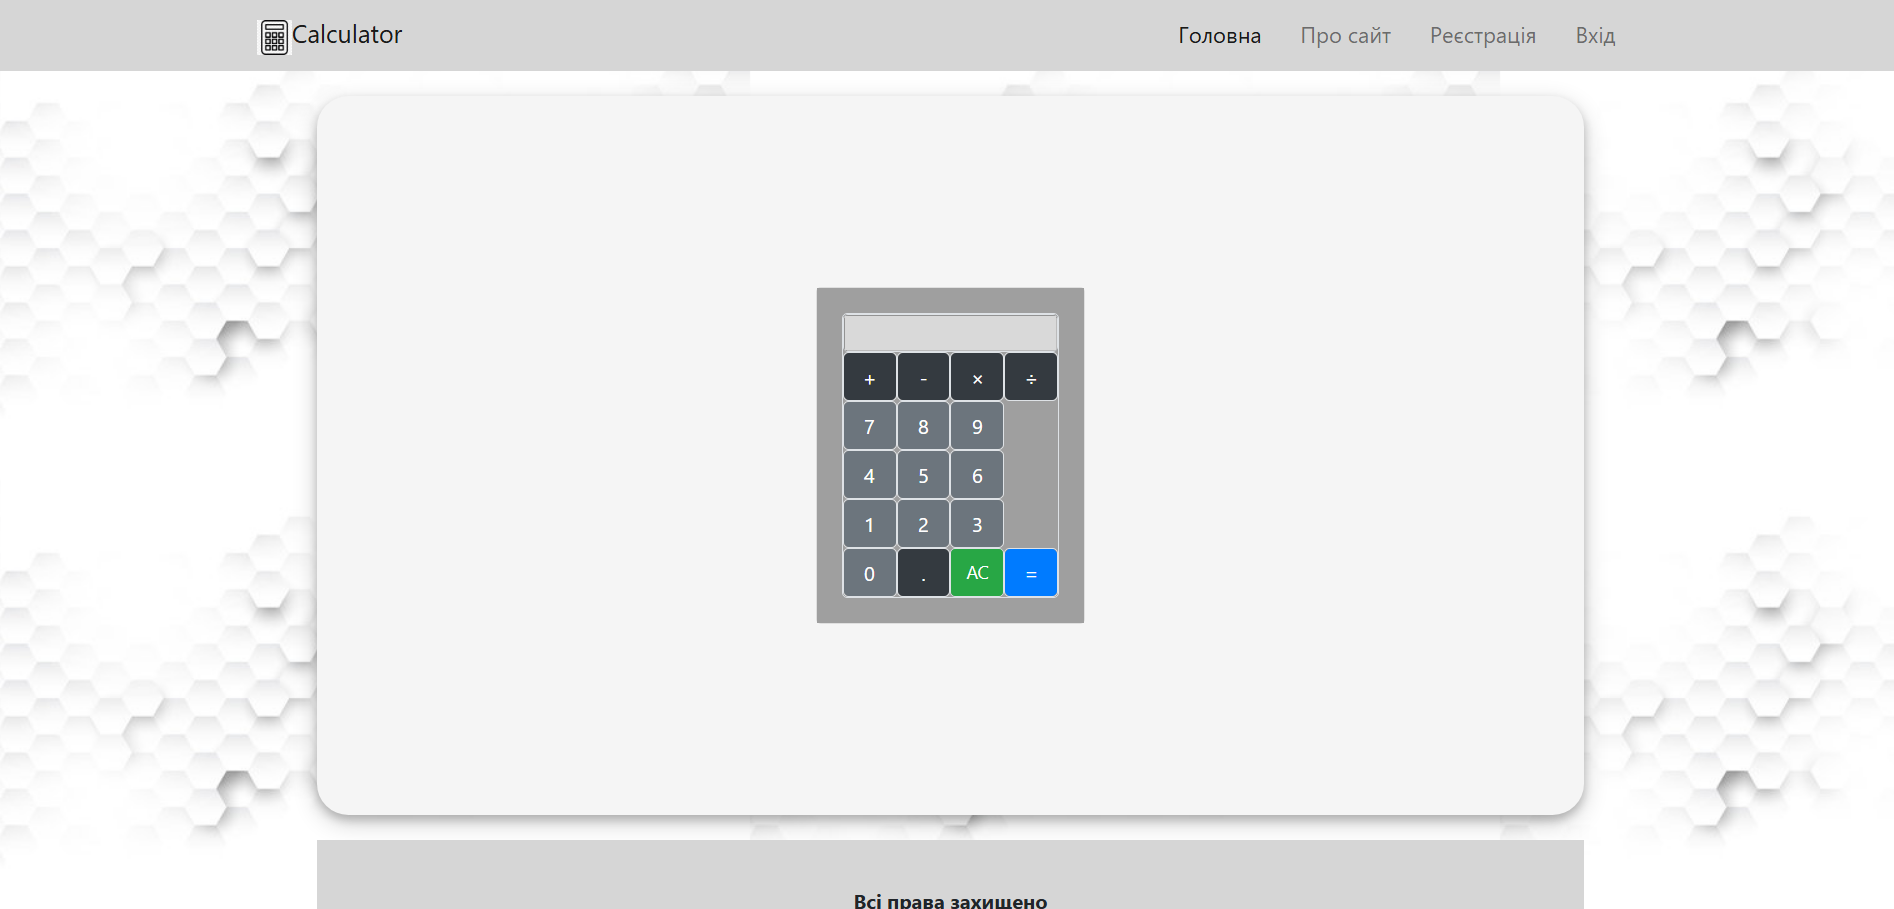 Calculator
Головна Про сайт Реєстрація Вхід
+ - × ÷
7 8 9
4 5 6
1 2 3
0 . AC =
Всі права захищено